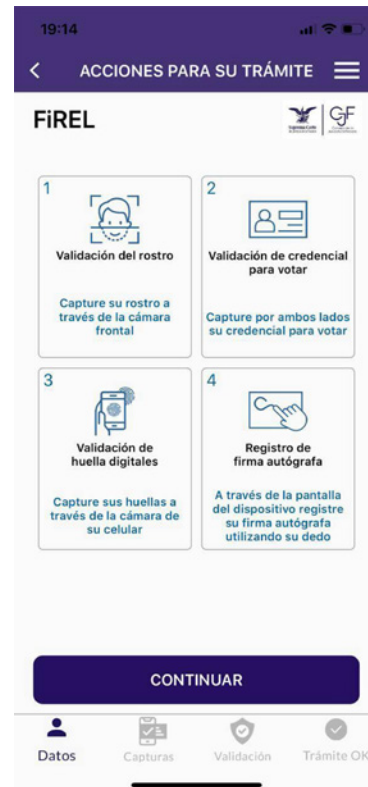 19:14
ACCIONES PARA SU TRÁMITE
FiREL
1
Validación del rostro
Capture su rostro a
través de la cámara
frontal
2
Validación de credencial
para votar
Capture por ambos lados
su credencial para votar
3
Validación de
huella digitales
Capture sus huellas a
través de la cámara de
su celular
4
Registro de
firma autógrafa
A través de la pantalla
del dispositivo registre
su firma autógrafa
utilizando su dedo
CONTINUAR
Datos
Capturas
Validación
Trámite OK